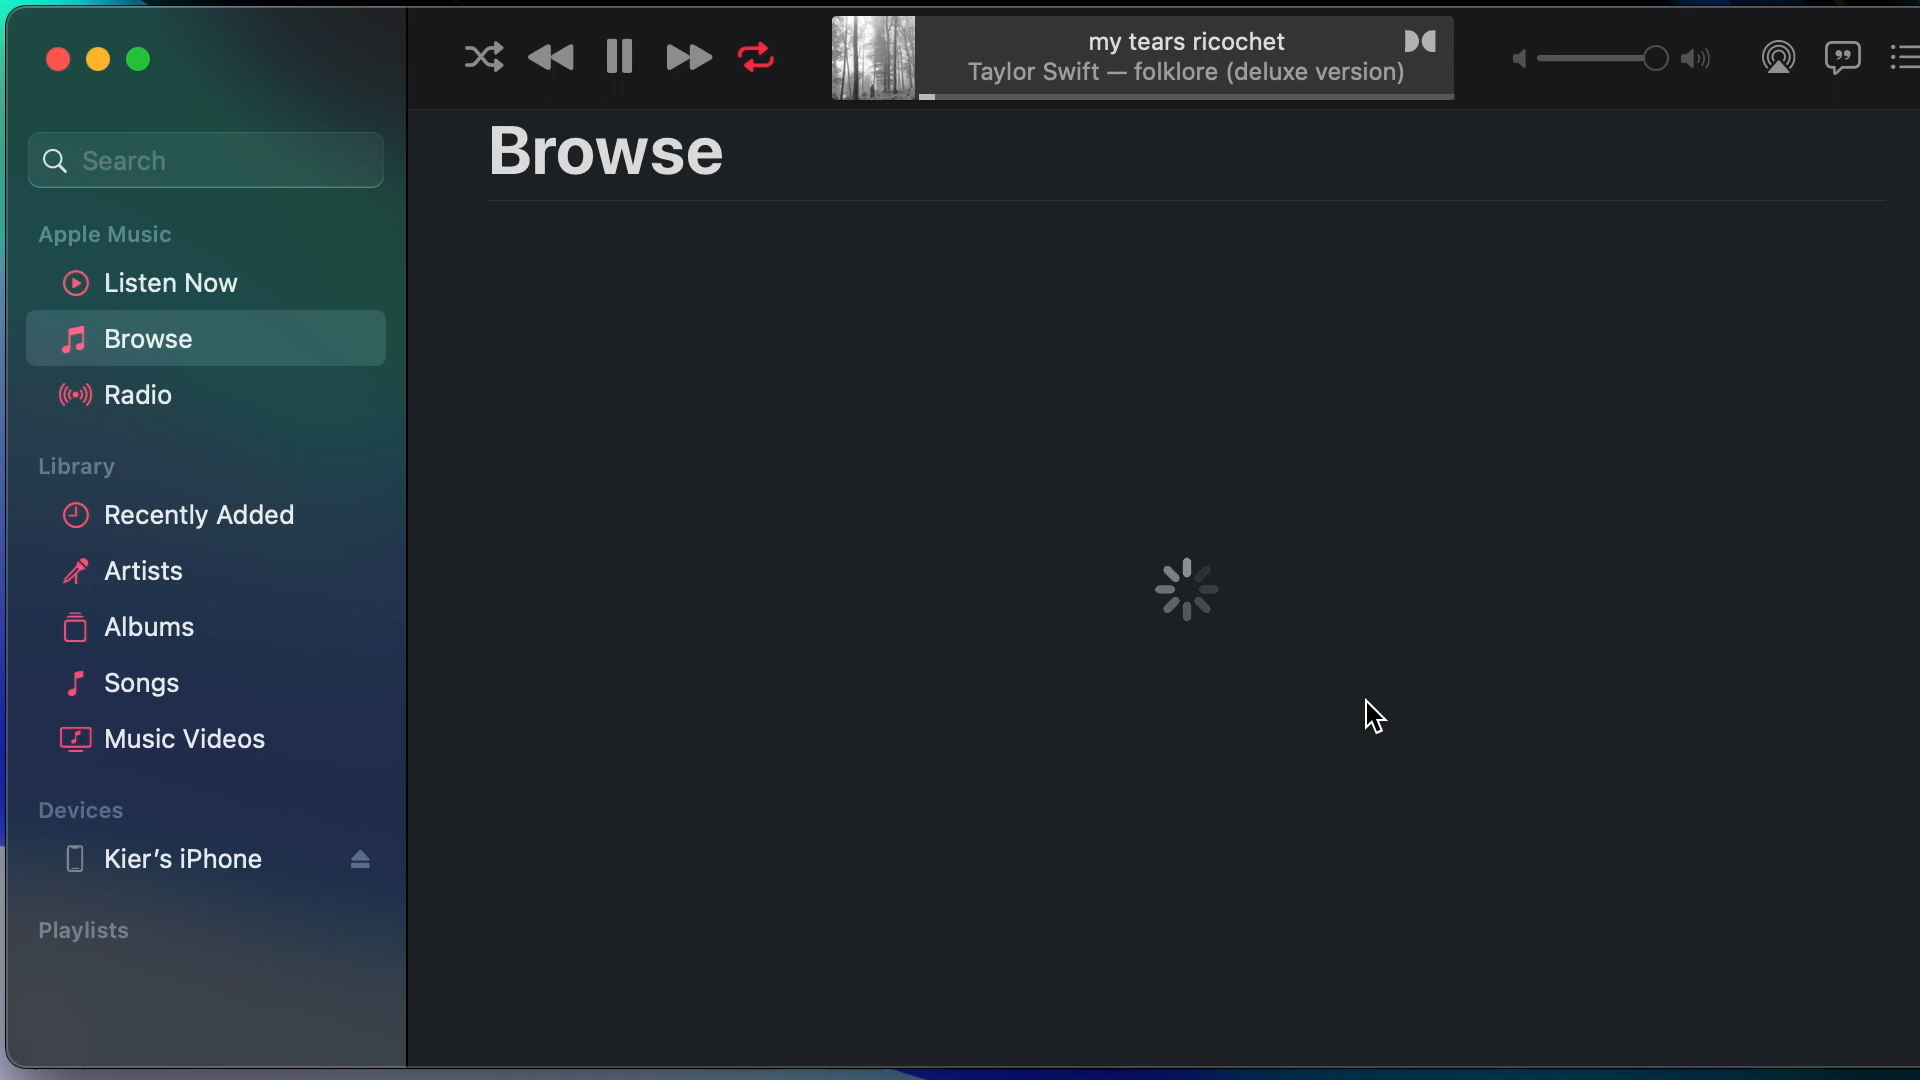 my tears ricochet
Taylor Swift — folklore (deluxe version)
Search
Apple Music
Listen Now
Browse
Radio
Library
Recently Added
Artists
Albums
Songs
Music Videos
Devices
Kier's iPhone
Playlists
Browse